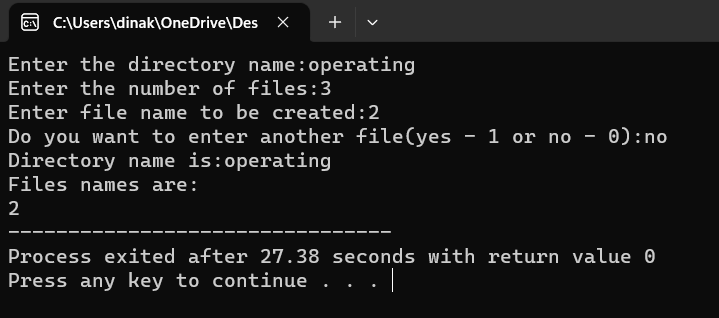 C:\Users\dinak\OneDrive\Des
Enter the directory name:operating
Enter the number of files:3
Enter file name to be created:2
Do you want to enter another file(yes - 1 or no - 0):no
Directory name is:operating
Files names are:
2
--------------------------------
Process exited after 27.38 seconds with return value 0
Press any key to continue . . .